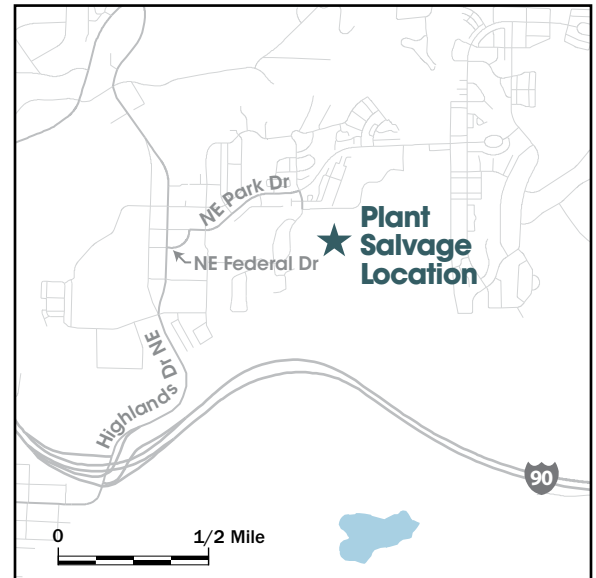 NE Park Dr
Plant
Salvage
Location
NE Federal Dr
Highlands Dr NE
90
0 1/2 Mile